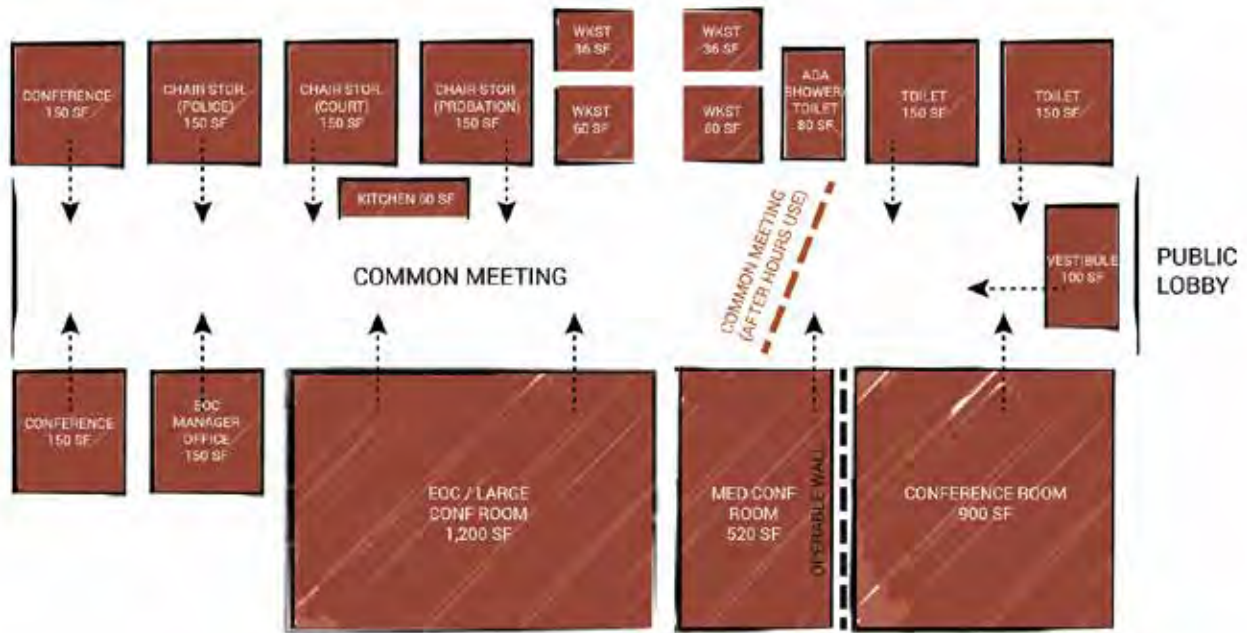 CONFERENCE
150 SF
CHAIR STOR.
(POLICE)
150 SF
CHAIR STOR.
(COURT)
150 SF
CHAIR STOR
(PROBATION)
150 SF
WKST
36 SF
WKST
60 SF
WKST
36 SF
WKST
60 SF
ADA
SHOWER/
TOILET
80 SF
TOILET
150 SF
TOILET
150 SF
KITCHEN 60 SF
COMMON MEETING
COMMON MEETING
(AFTER HOURS USE)
VESTIBULE
100 SF
PUBLIC
LOBBY
CONFERENCE
150 SF
EOC
MANAGER
OFFICE
150 SF
EOC / LARGE
CONF ROOM
1,200 SF
MED CONF
ROOM
520 SF
OPERABLE WALL
CONFERENCE ROOM
900 SF